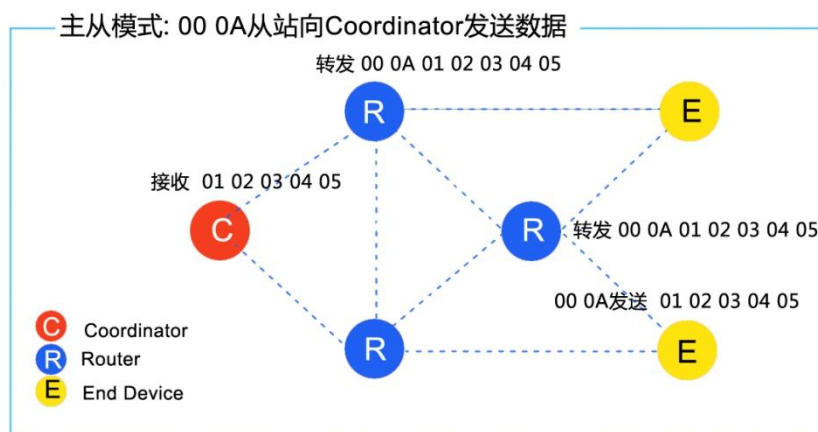 主从模式: 00 0A从站向Coordinator发送数据
转发 00 0A 01 02 03 04 05
R
E
接收 01 02 03 04 05
C
R
转发 00 0A 01 02 03 04 05
00 0A发送 01 02 03 04 05
R
E
C Coordinator
R Router
E End Device